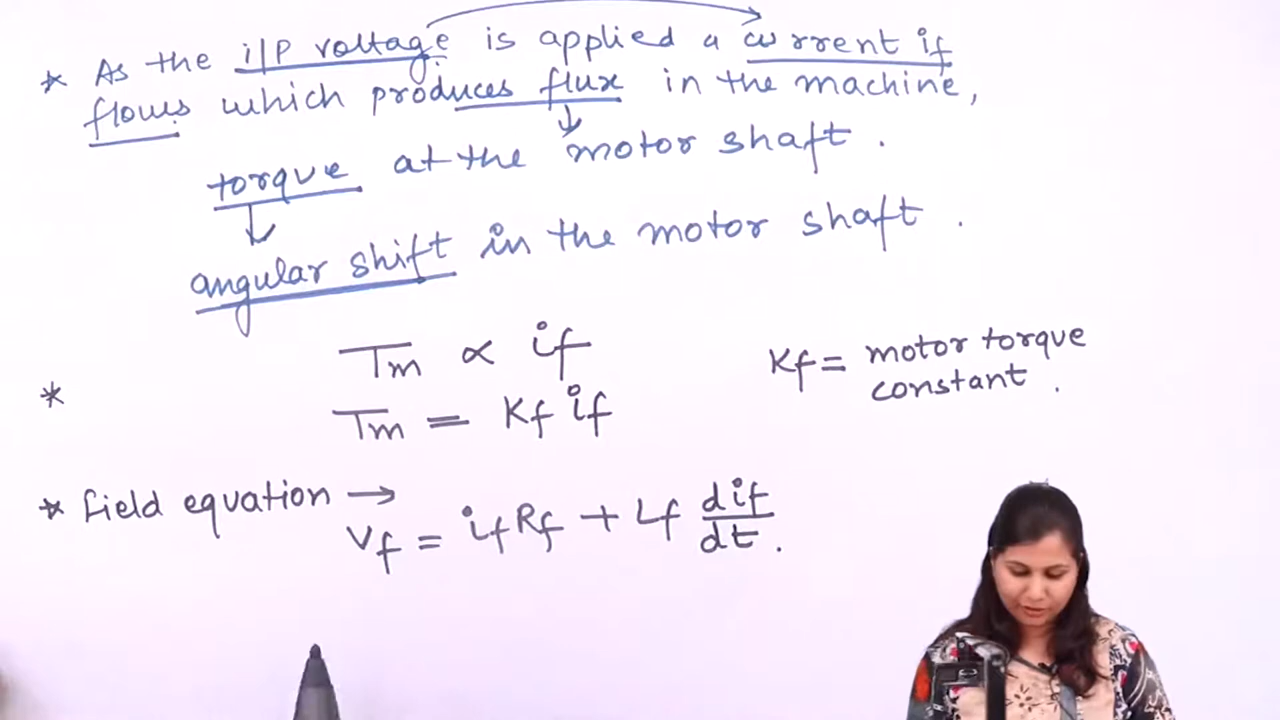 * As the i/P voltage is applied a current if
flows which produces flux in the machine,
↓
torque at the motor shaft.
↓
angular shift in the motor shaft.
Tm ∝ if
Kf = motor torque
constant.
*
Tm = Kf if
* field equation →
Vf = if Rf + Lf dif/dt.